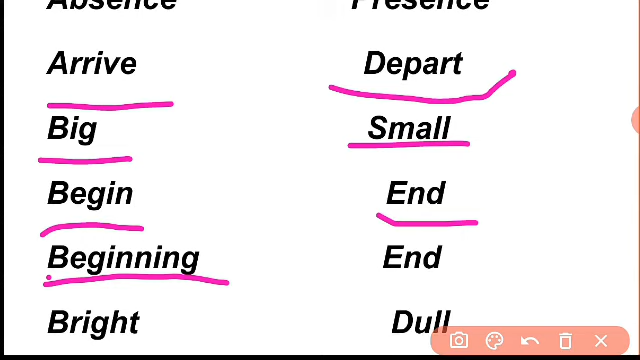 Absence Presence
Arrive Depart
Big Small
Begin End
Beginning End
Bright Dull